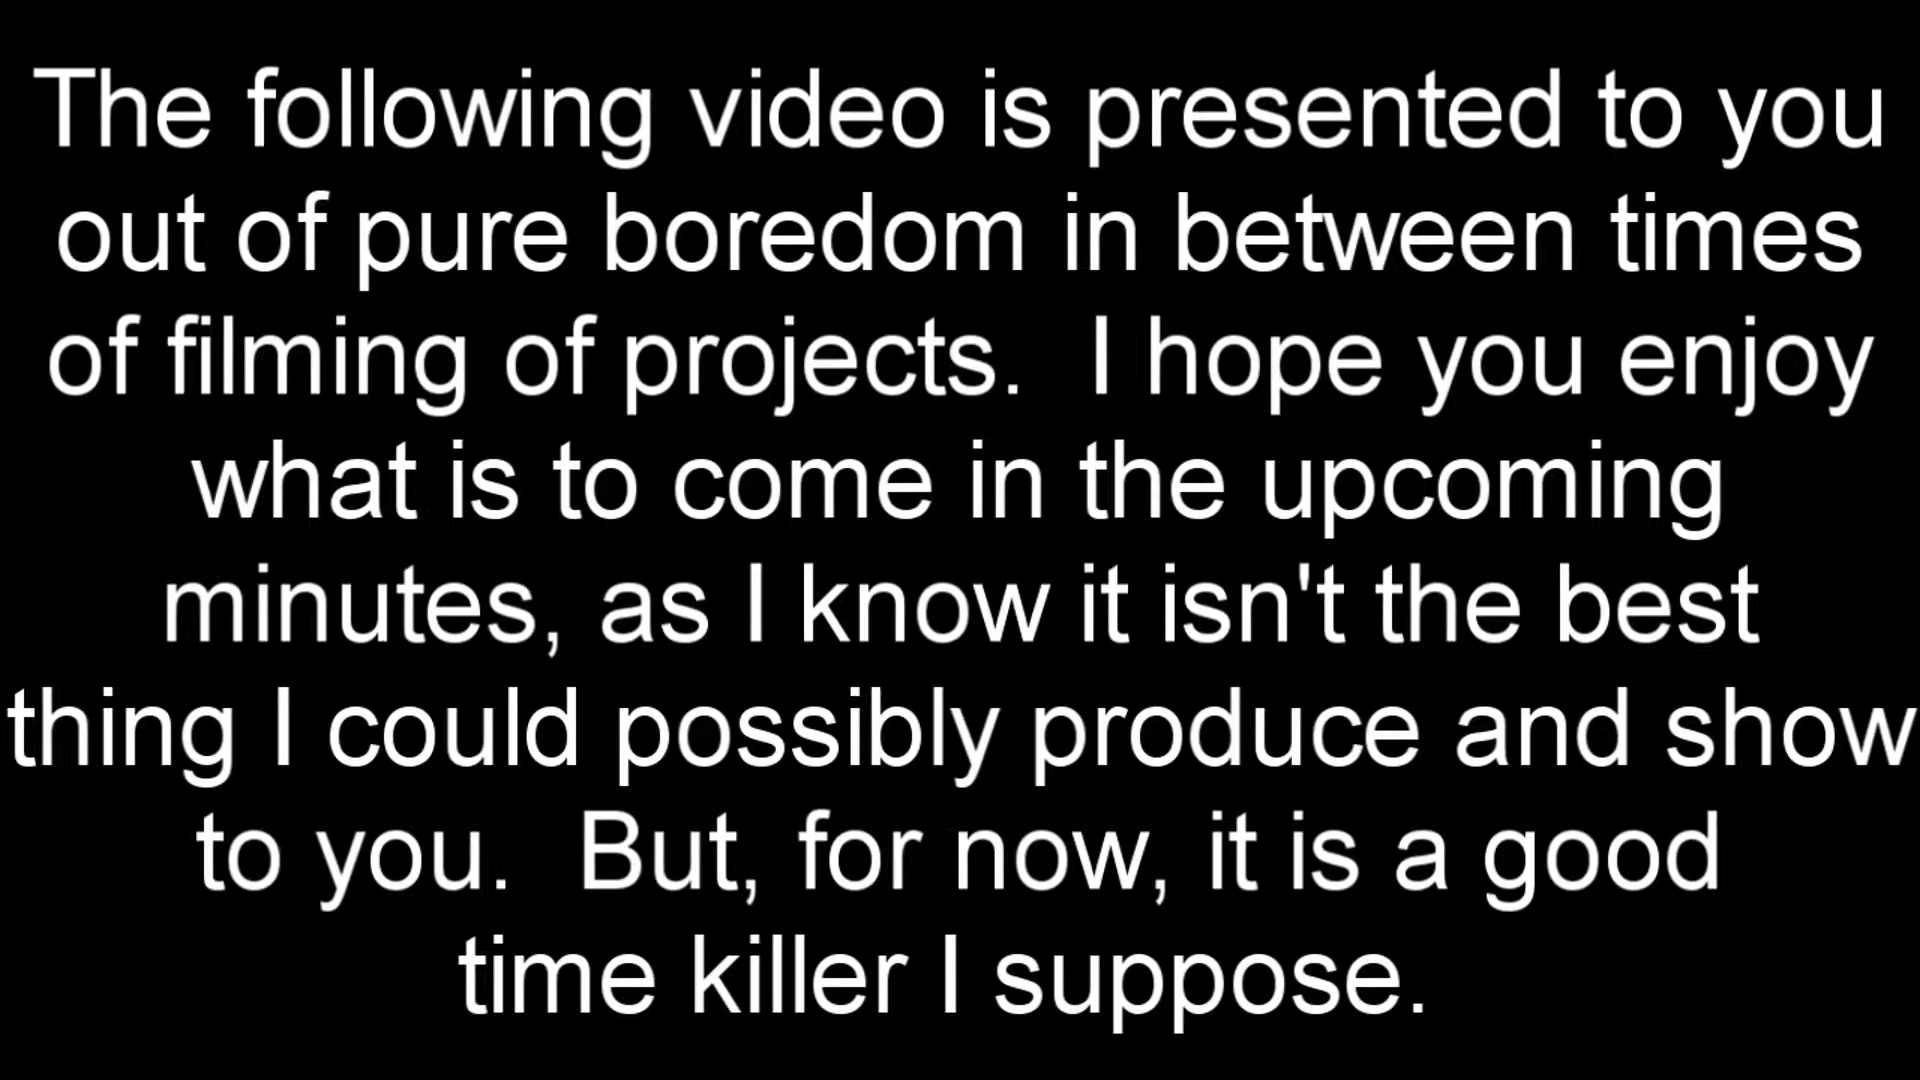 The following video is presented to you
out of pure boredom in between times
of filming of projects.  I hope you enjoy
what is to come in the upcoming
minutes, as I know it isn't the best
thing I could possibly produce and show
to you.  But, for now, it is a good
time killer I suppose.